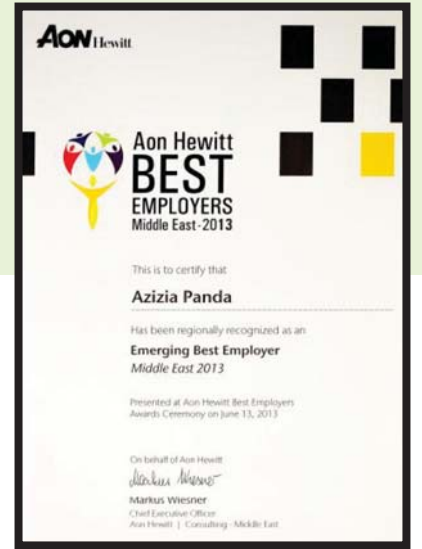 AON Hewitt
Aon Hewitt
BEST
EMPLOYERS
Middle East-2013
This is to certify that
Azizia Panda
Has been regionally recognized as an
Emerging Best Employer
Middle East 2013
Presented at Aon Hewitt Best Employers
Awards Ceremony on June 13, 2013
On behalf of Aon Hewitt
Markus Wiesner
Markus Wiesner
Chief Executive Officer
Aon Hewitt | Consulting - Middle East